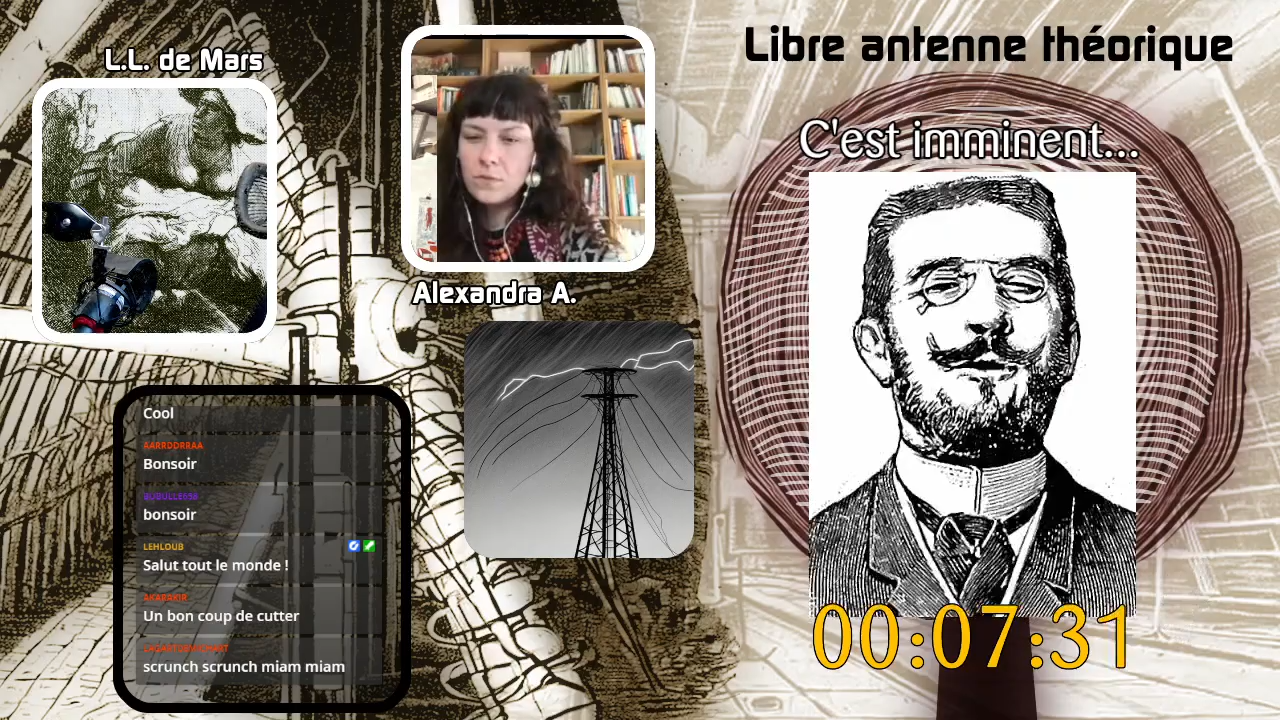 L.L. de Mars
Libre antenne théorique
C'est imminent...
Alexandra A.
Cool
AARRDDRRAA
Bonsoir
BUBULLE656
bonsoir
LEHLOUB
Salut tout le monde !
Un bon coup de cutter
scrunch scrunch miam miam
00:07:31